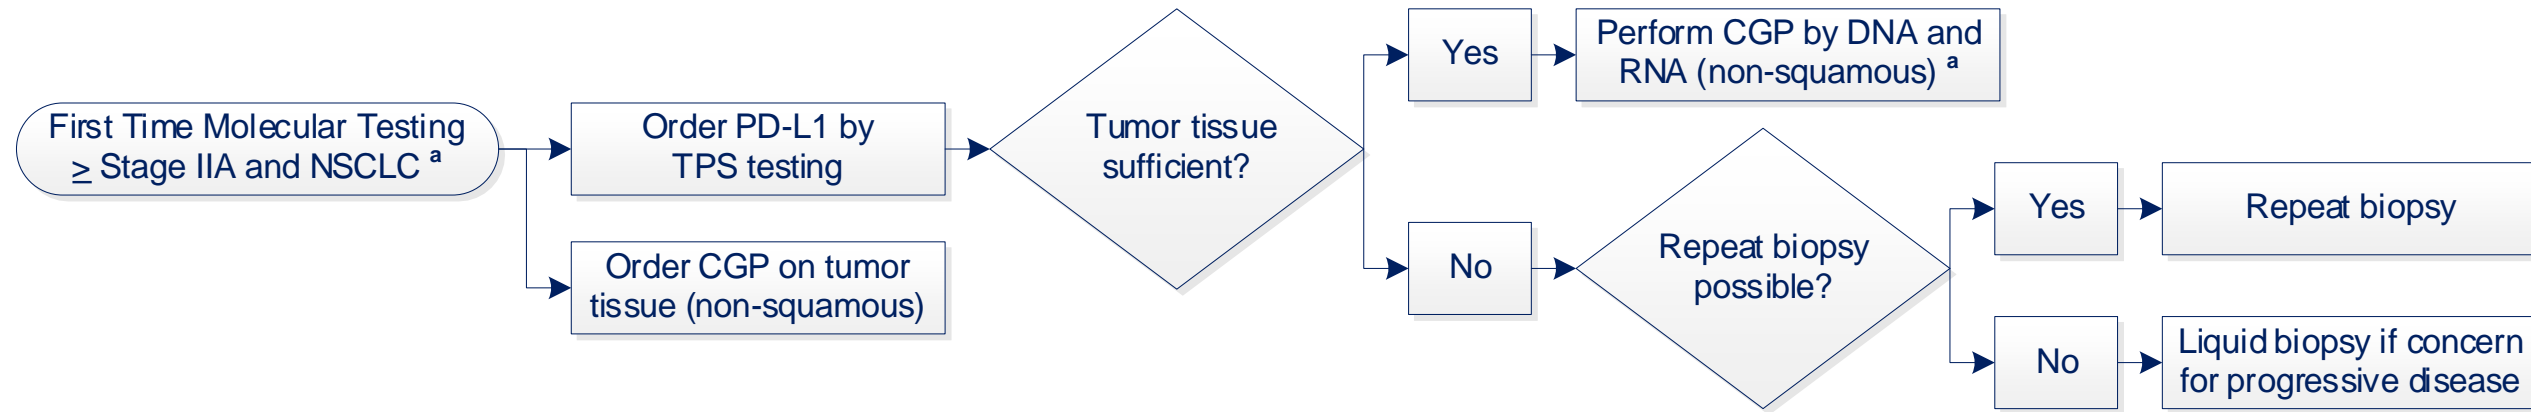 First Time Molecular Testing
≥ Stage IIA and NSCLC a
Order PD-L1 by
TPS testing
Order CGP on tumor
tissue (non-squamous)
Tumor tissue
sufficient?
Yes
Perform CGP by DNA and
RNA (non-squamous) a
No
Repeat biopsy
possible?
Yes
Repeat biopsy
No
Liquid biopsy if concern
for progressive disease